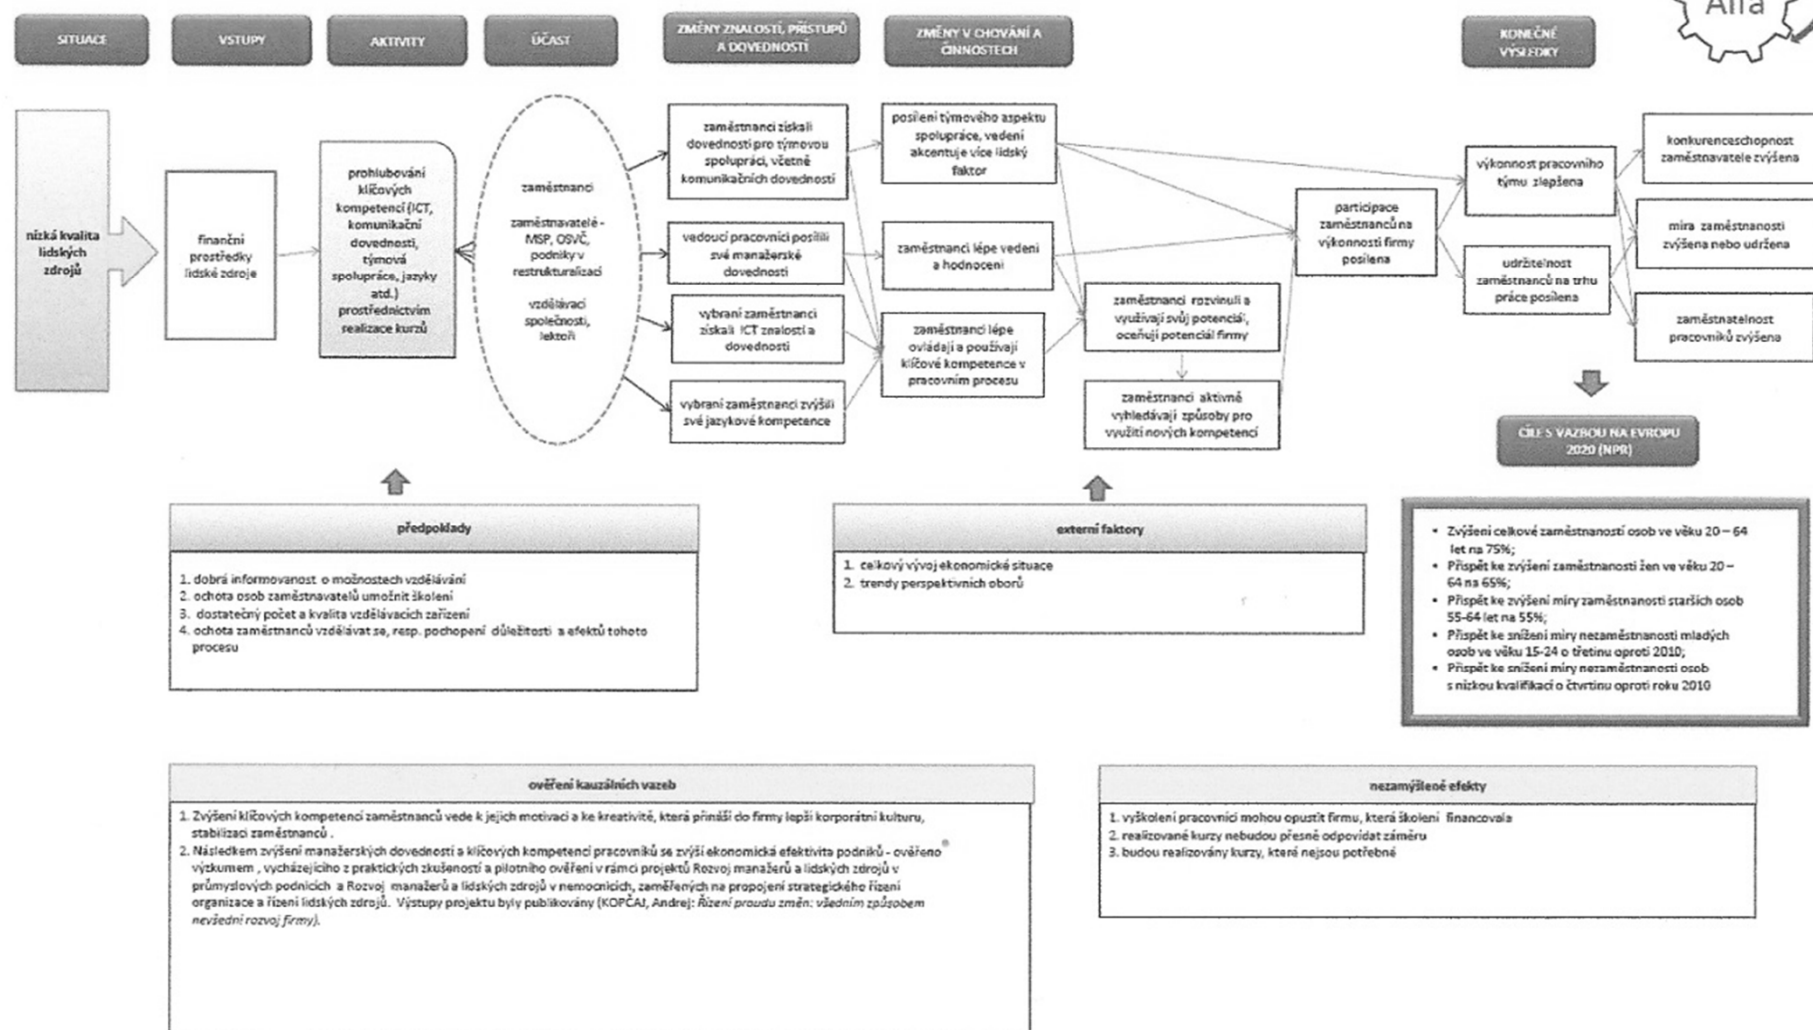 Alfa
SITUACE
VSTUPY
AKTIVITY
ÚČAST
ZMĚNY ZNALOSTÍ, PŘÍSTUPŮ
A DOVEDNOSTÍ
ZMĚNY V CHOVÁNÍ A
ČINNOSTECH
KONEČNÉ
VÝSLEDKY
nízká kvalita
lidských
zdrojů
finanční
prostředky
lidské zdroje
prohlubování
klíčových
kompetencí (ICT,
komunikační
dovednosti,
týmová
spolupráce, jazyky
atd.)
prostřednictvím
realizace kurzů
zaměstnanci
zaměstnavatelé -
MSP, OSVČ,
podniky v
restrukturalizaci
vzdělávací
společnosti,
lektoři
zaměstnanci získali
dovednosti pro týmovou
spolupráci, včetně
komunikačních dovedností
vedoucí pracovníci posílili
své manažerské
dovednosti
vybraní zaměstnanci
získali ICT znalosti a
dovednosti
vybraní zaměstnanci zvýšili
své jazykové kompetence
posílení týmového aspektu
spolupráce, vedení
akcentuje více lidský
faktor
zaměstnanci lépe vedeni
a hodnoceni
zaměstnanci lépe
ovládají a používají
klíčové kompetence v
pracovním procesu
zaměstnanci rozvinuli a
využívají svůj potenciál,
oceňují potenciál firmy
zaměstnanci aktivně
vyhledávají způsoby pro
využití nových kompetencí
participace
zaměstnanců na
výkonnosti firmy
posílena
výkonnost pracovního
týmu zlepšena
udržitelnost
zaměstnanců na trhu
práce posílena
konkurenceschopnost
zaměstnavatele zvýšena
míra zaměstnanosti
zvýšena nebo udržena
zaměstnatelnost
pracovníků zvýšena
CÍLE S VAZBOU NA EVROPU
2020 (NPR)
• Zvýšení celkové zaměstnaností osob ve věku 20 – 64
let na 75%;
• Přispět ke zvýšení zaměstnanosti žen ve věku 20 –
64 na 65%;
• Přispět ke zvýšení míry zaměstnanosti starších osob
55-64 let na 55%;
• Přispět ke snížení míry nezaměstnanosti mladých
osob ve věku 15-24 o třetinu oproti 2010;
• Přispět ke snížení míry nezaměstnanosti osob
s nízkou kvalifikací o čtvrtinu oproti roku 2010
předpoklady
1. dobrá informovanost o možnostech vzdělávání
2. ochota osob zaměstnavatelů umožnit školení
3. dostatečný počet a kvalita vzdělávacích zařízení
4. ochota zaměstnanců vzdělávat se, resp. pochopení důležitosti a efektů tohoto
procesu
externí faktory
1. celkový vývoj ekonomické situace
2. trendy perspektivních oborů
ověření kauzálních vazeb
1. Zvýšení klíčových kompetencí zaměstnanců vede k jejich motivaci a ke kreativitě, která přináší do firmy lepší korporátní kulturu,
stabilizaci zaměstnanců .
2. Následkem zvýšení manažerských dovedností a klíčových kompetencí pracovníků se zvýší ekonomická efektivita podniků - ověřeno
výzkumem , vycházejícího z praktických zkušeností a pilotního ověření v rámci projektů Rozvoj manažerů a lidských zdrojů v
průmyslových podnicích a Rozvoj manažerů a lidských zdrojů v nemocnicích, zaměřených na propojení strategického řízení
organizace a řízení lidských zdrojů. Výstupy projektu byly publikovány (KOPČAJ, Andrej: Řízení proudu změn: všedním způsobem
nevšední rozvoj firmy).
nezamýšlené efekty
1. vyškolení pracovníci mohou opustit firmu, která školení financovala
2. realizované kurzy nebudou přesně odpovídat záměru
3. budou realizovány kurzy, které nejsou potřebné